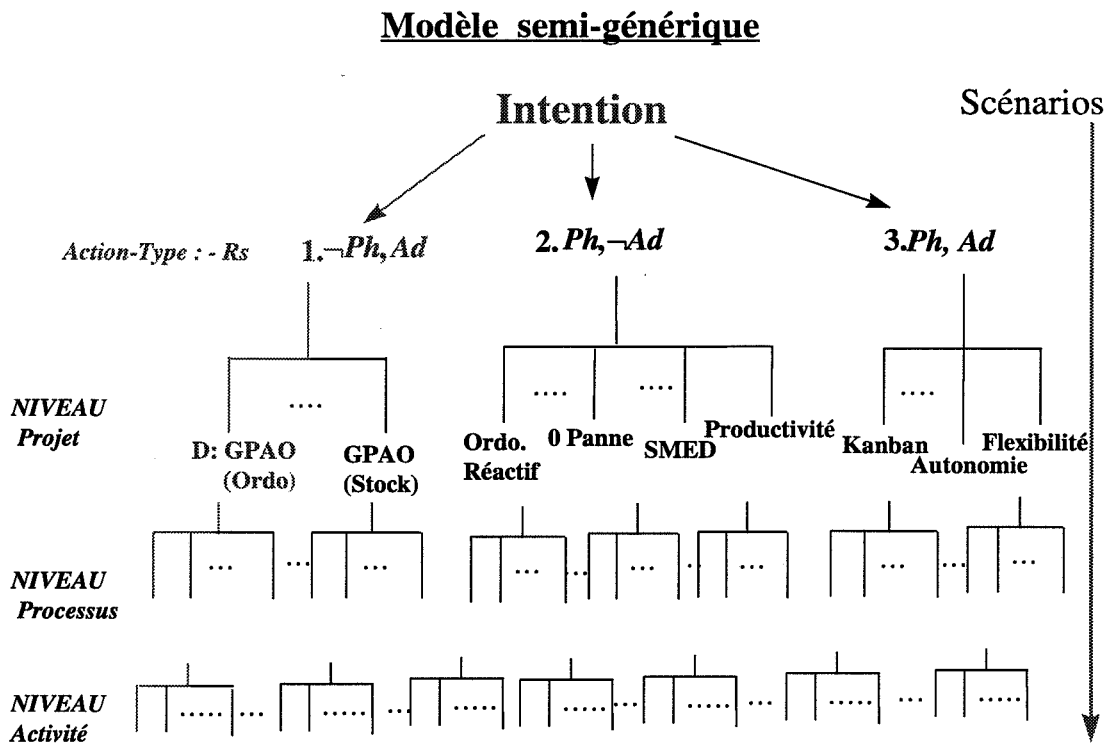 Modèle semi-générique
Intention
Scénarios
Action-Type : - Rs
1.¬Ph, Ad
2.Ph,¬Ad
3.Ph, Ad
NIVEAU
Projet
....
....
....
....
D: GPAO
(Ordo)
GPAO
(Stock)
Ordo.
Réactif
0 Panne
SMED
Productivité
Kanban
Autonomie
Flexibilité
NIVEAU
Processus
... ... ... ... ... ... ... ... ... ... ...
NIVEAU
Activité
..... ... ..... ... ..... ... ..... ... ..... ... ..... ... .....